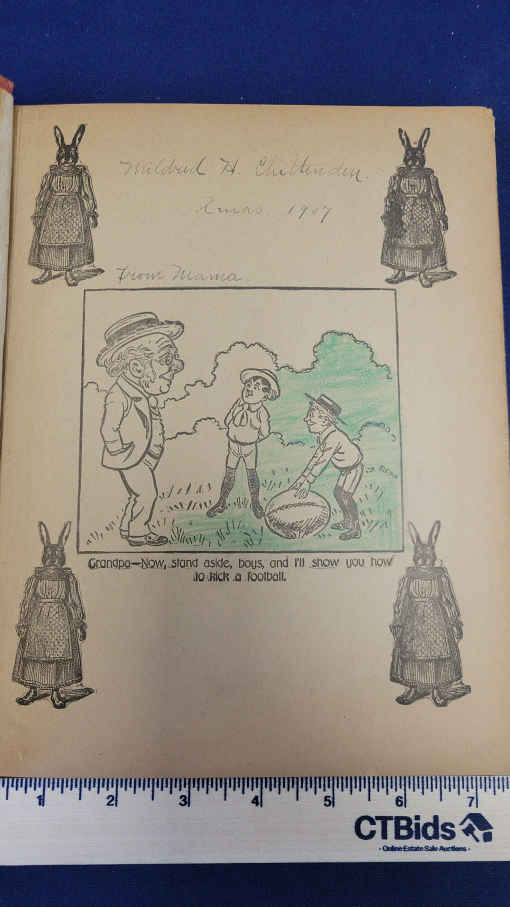 Mildred H. Chittenden.
Xmas. 1907
From Mama.
Grandpa—Now, stand aside, boys, and I'll show you how
to kick a football.
1 2 3 4 5 6 7
CTBids
- Online Estate Sale Auctions -